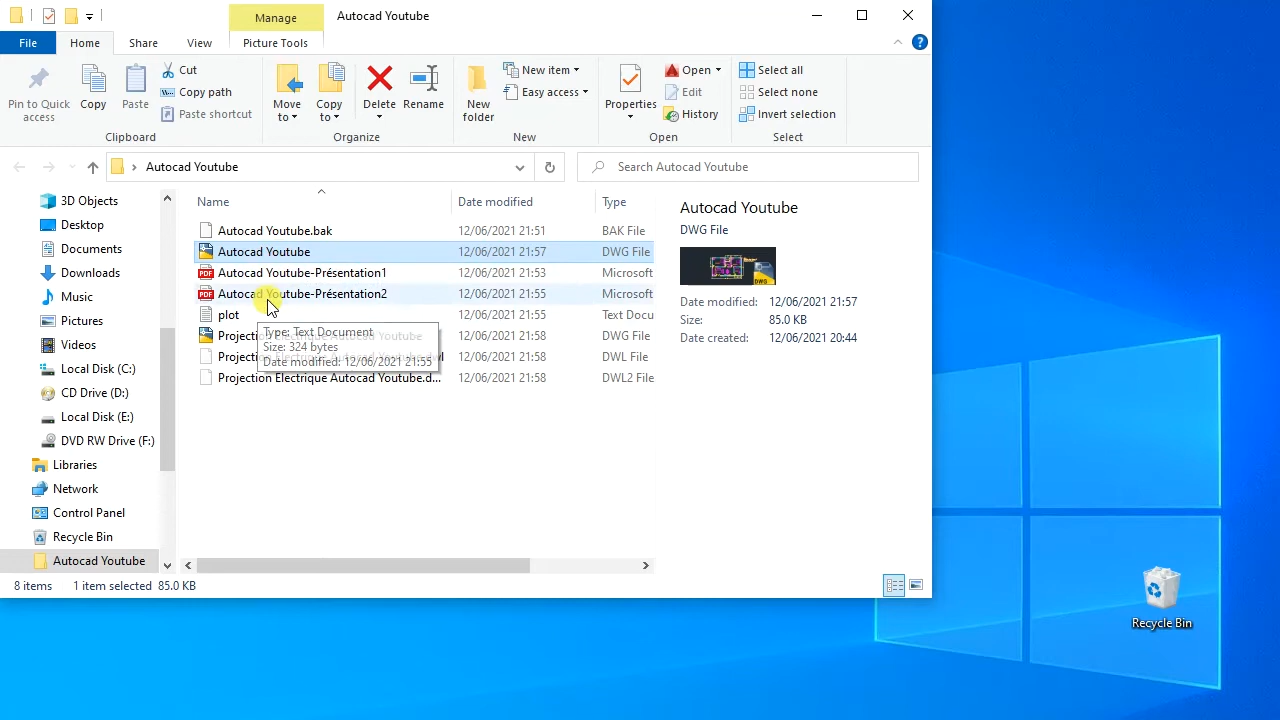 Manage
Autocad Youtube
File
Home
Share
View
Picture Tools
Pin to Quick access
Copy
Paste
Cut
Copy path
Paste shortcut
Clipboard
Move to
Copy to
Delete
Rename
Organize
New folder
New item
Easy access
New
Properties
Open
Edit
History
Open
Select all
Select none
Invert selection
Select
Autocad Youtube
Search Autocad Youtube
3D Objects
Desktop
Documents
Downloads
Music
Pictures
Videos
Local Disk (C:)
CD Drive (D:)
Local Disk (E:)
DVD RW Drive (F:)
Libraries
Network
Control Panel
Recycle Bin
Autocad Youtube
Name Date modified Type
Autocad Youtube.bak 12/06/2021 21:51 BAK File
Autocad Youtube 12/06/2021 21:57 DWG File
Autocad Youtube-Présentation1 12/06/2021 21:53 Microsoft
Autocad Youtube-Présentation2 12/06/2021 21:55 Microsoft
plot 12/06/2021 21:55 Text Docu
Projection Electrique Autocad Youtube 12/06/2021 21:58 DWG File
12/06/2021 21:58 DWL File
Projection Electrique Autocad Youtube.d... 12/06/2021 21:58 DWL2 File
Type: Text Document
Size: 324 bytes
Date modified: 12/06/2021 21:55
Autocad Youtube
DWG File
DWG
Date modified: 12/06/2021 21:57
Size: 85.0 KB
Date created: 12/06/2021 20:44
8 items 1 item selected 85.0 KB
Recycle Bin